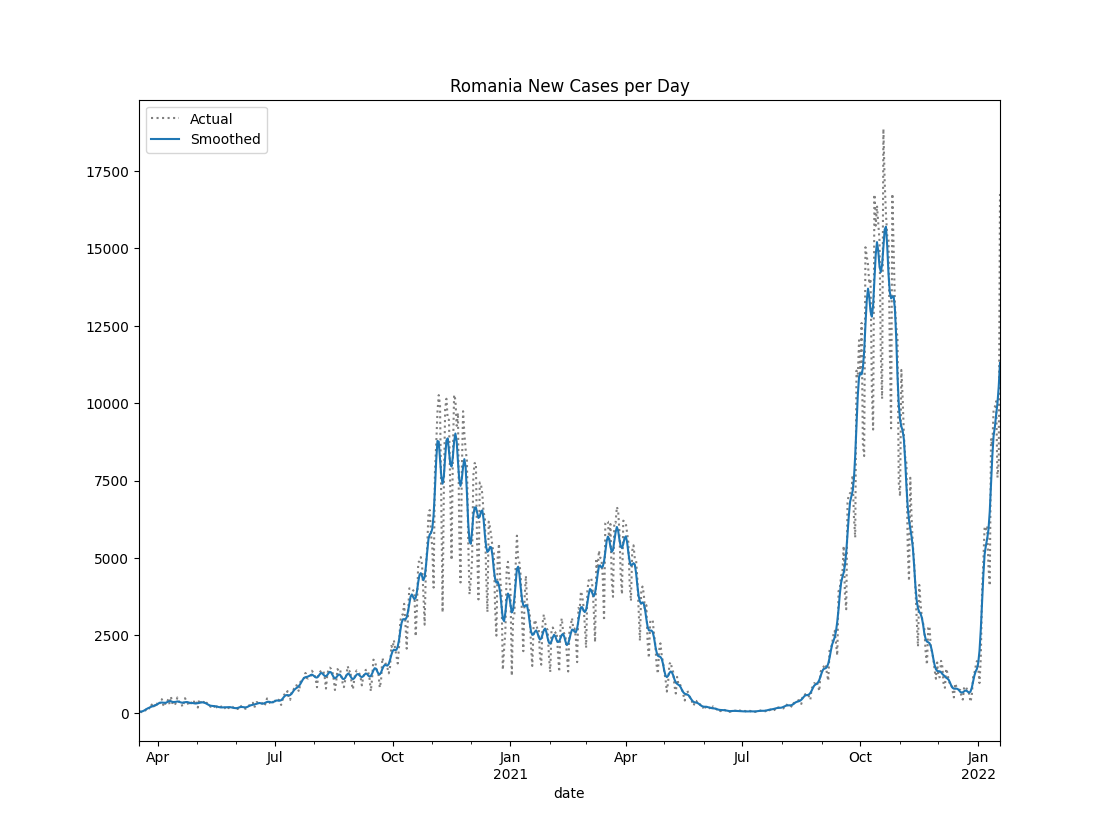 Romania New Cases per Day
Actual
Smoothed
17500
15000
12500
10000
7500
5000
2500
0
Apr Jul Oct Jan Apr Jul Oct Jan
2021 2022
date